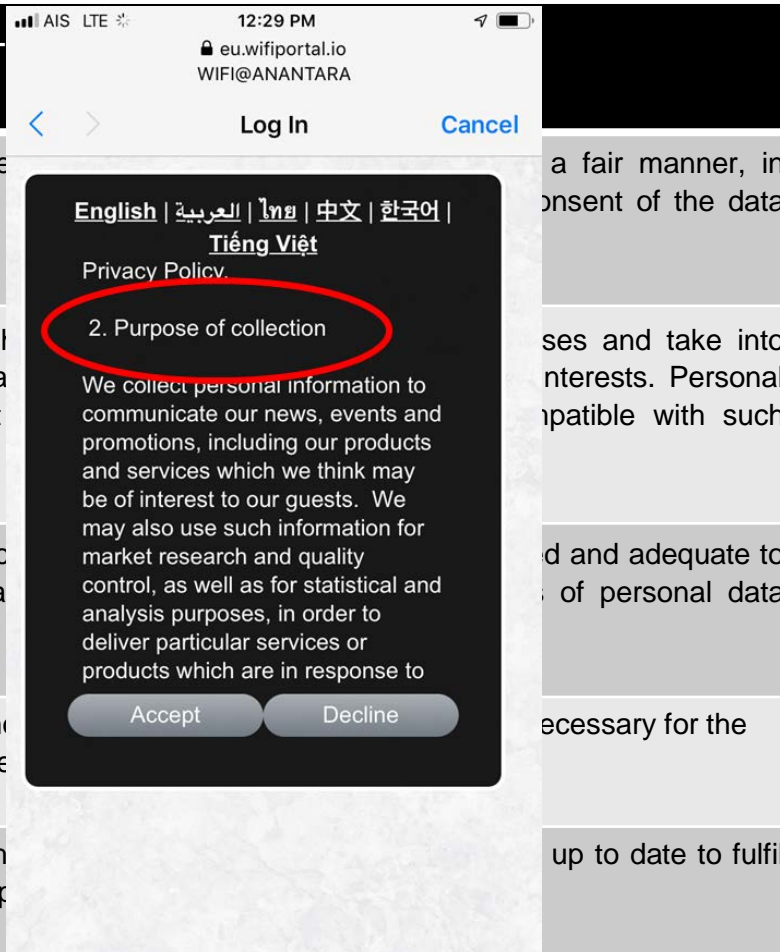 AIS LTE 12:29 PM
eu.wifiportal.io
WIFI@ANANTARA
Log In Cancel
English | العربية | ไทย | 中文 | 한국어 |
Tiếng Việt
Privacy Policy.
2. Purpose of collection
We collect personal information to
communicate our news, events and
promotions, including our products
and services which we think may
be of interest to our guests. We
may also use such information for
market research and quality
control, as well as for statistical and
analysis purposes, in order to
deliver particular services or
products which are in response to
Accept Decline
a fair manner, in
consent of the data
and take into
interests. Personal
with such
and adequate to
of personal data
necessary for the
up to date to fulfil